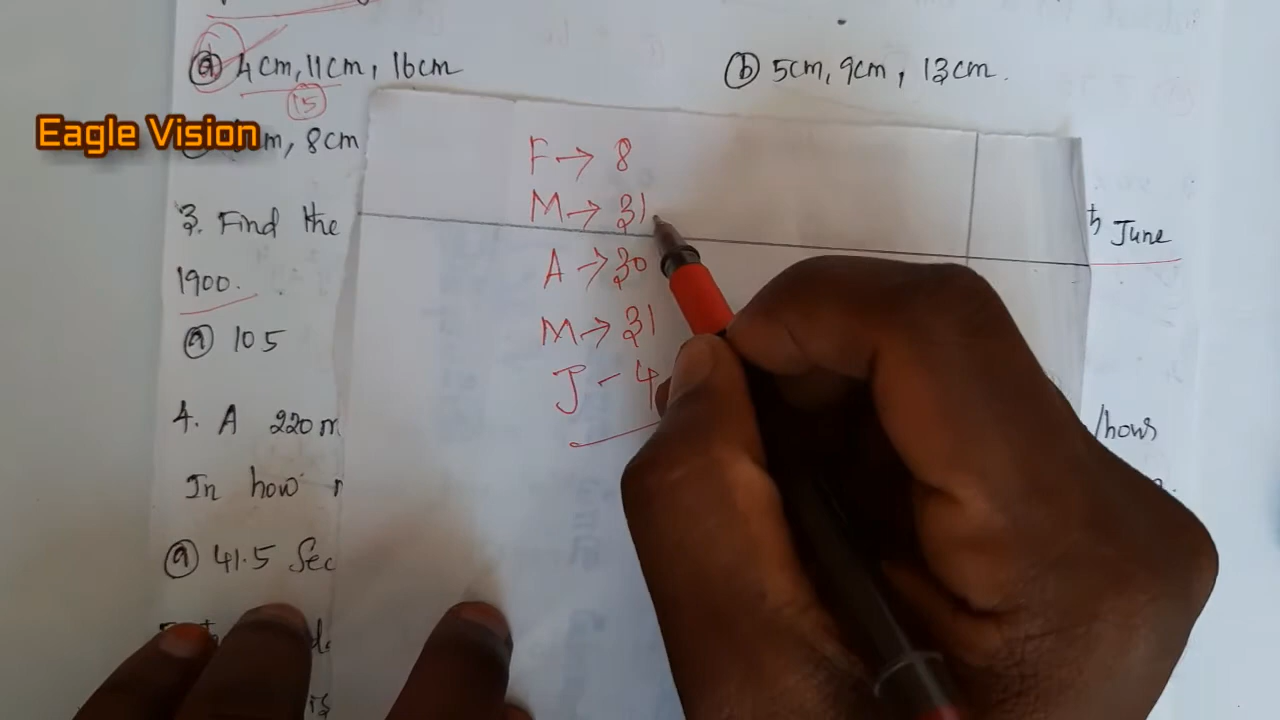 ⓐ 4cm, 11cm, 16cm
ⓑ 5cm, 9cm, 13cm.
15
Eagle Vision
m, 8cm
F → 8
M → 31
A → 30
M → 31
J - 4
3. Find the
June
1900.
ⓐ 105
4. A 220 m
/hours
In how
ⓐ 41.5 Sec